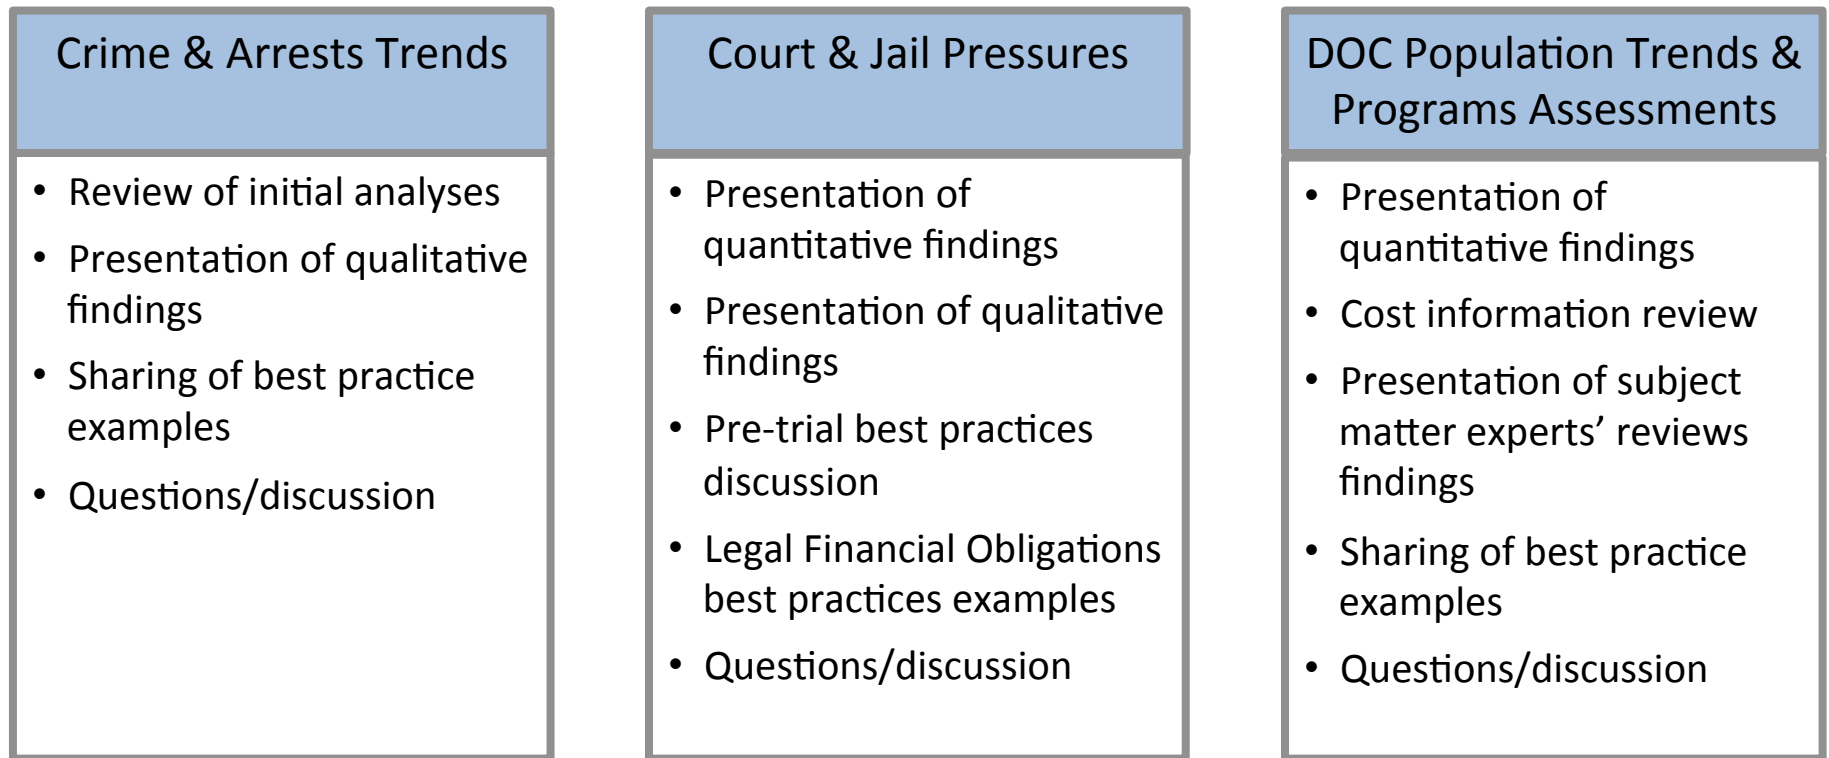 Crime & Arrests Trends
• Review of initial analyses
• Presentation of qualitative
findings
• Sharing of best practice
examples
• Questions/discussion
Court & Jail Pressures
• Presentation of
quantitative findings
• Presentation of qualitative
findings
• Pre-trial best practices
discussion
• Legal Financial Obligations
best practices examples
• Questions/discussion
DOC Population Trends &
Programs Assessments
• Presentation of
quantitative findings
• Cost information review
• Presentation of subject
matter experts’ reviews
findings
• Sharing of best practice
examples
• Questions/discussion